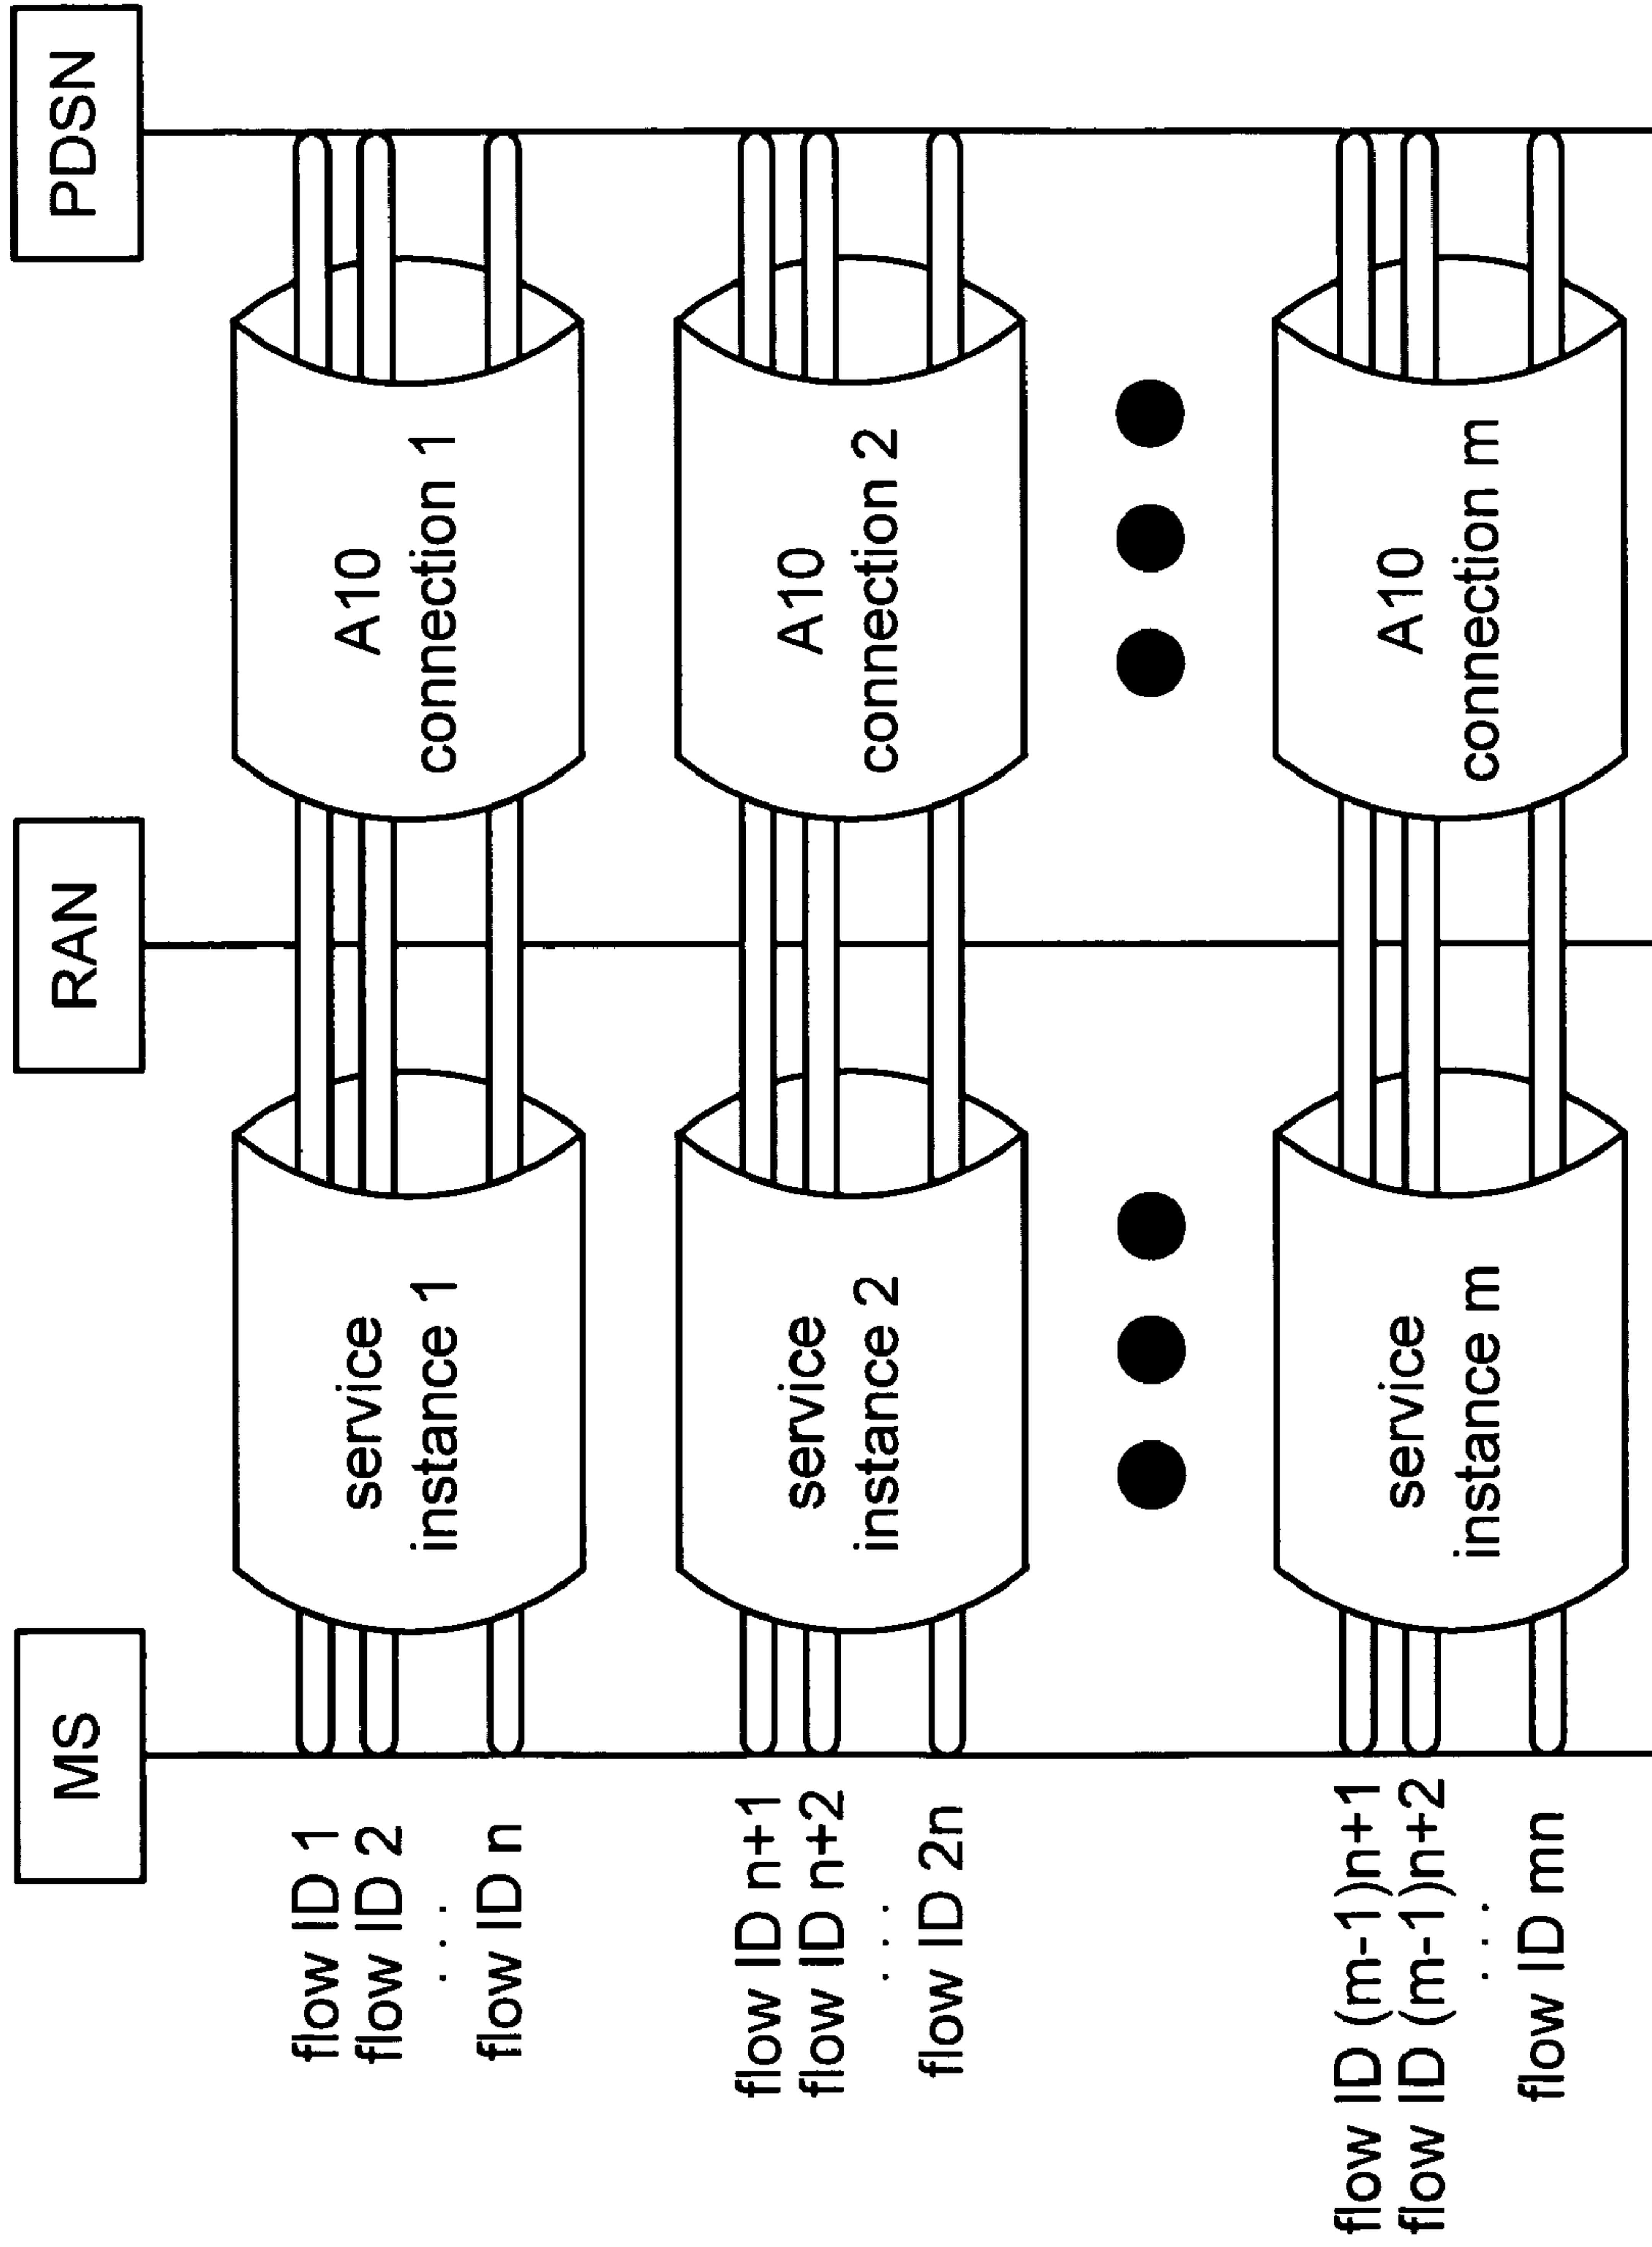 MS
RAN
PDSN
flow ID 1
flow ID 2
. . .
flow ID n
service
instance 1
A10
connection 1
flow ID n+1
flow ID n+2
. . .
flow ID 2n
service
instance 2
A10
connection 2
flow ID (m-1)n+1
flow ID (m-1)n+2
. . .
flow ID mn
service
instance m
A10
connection m